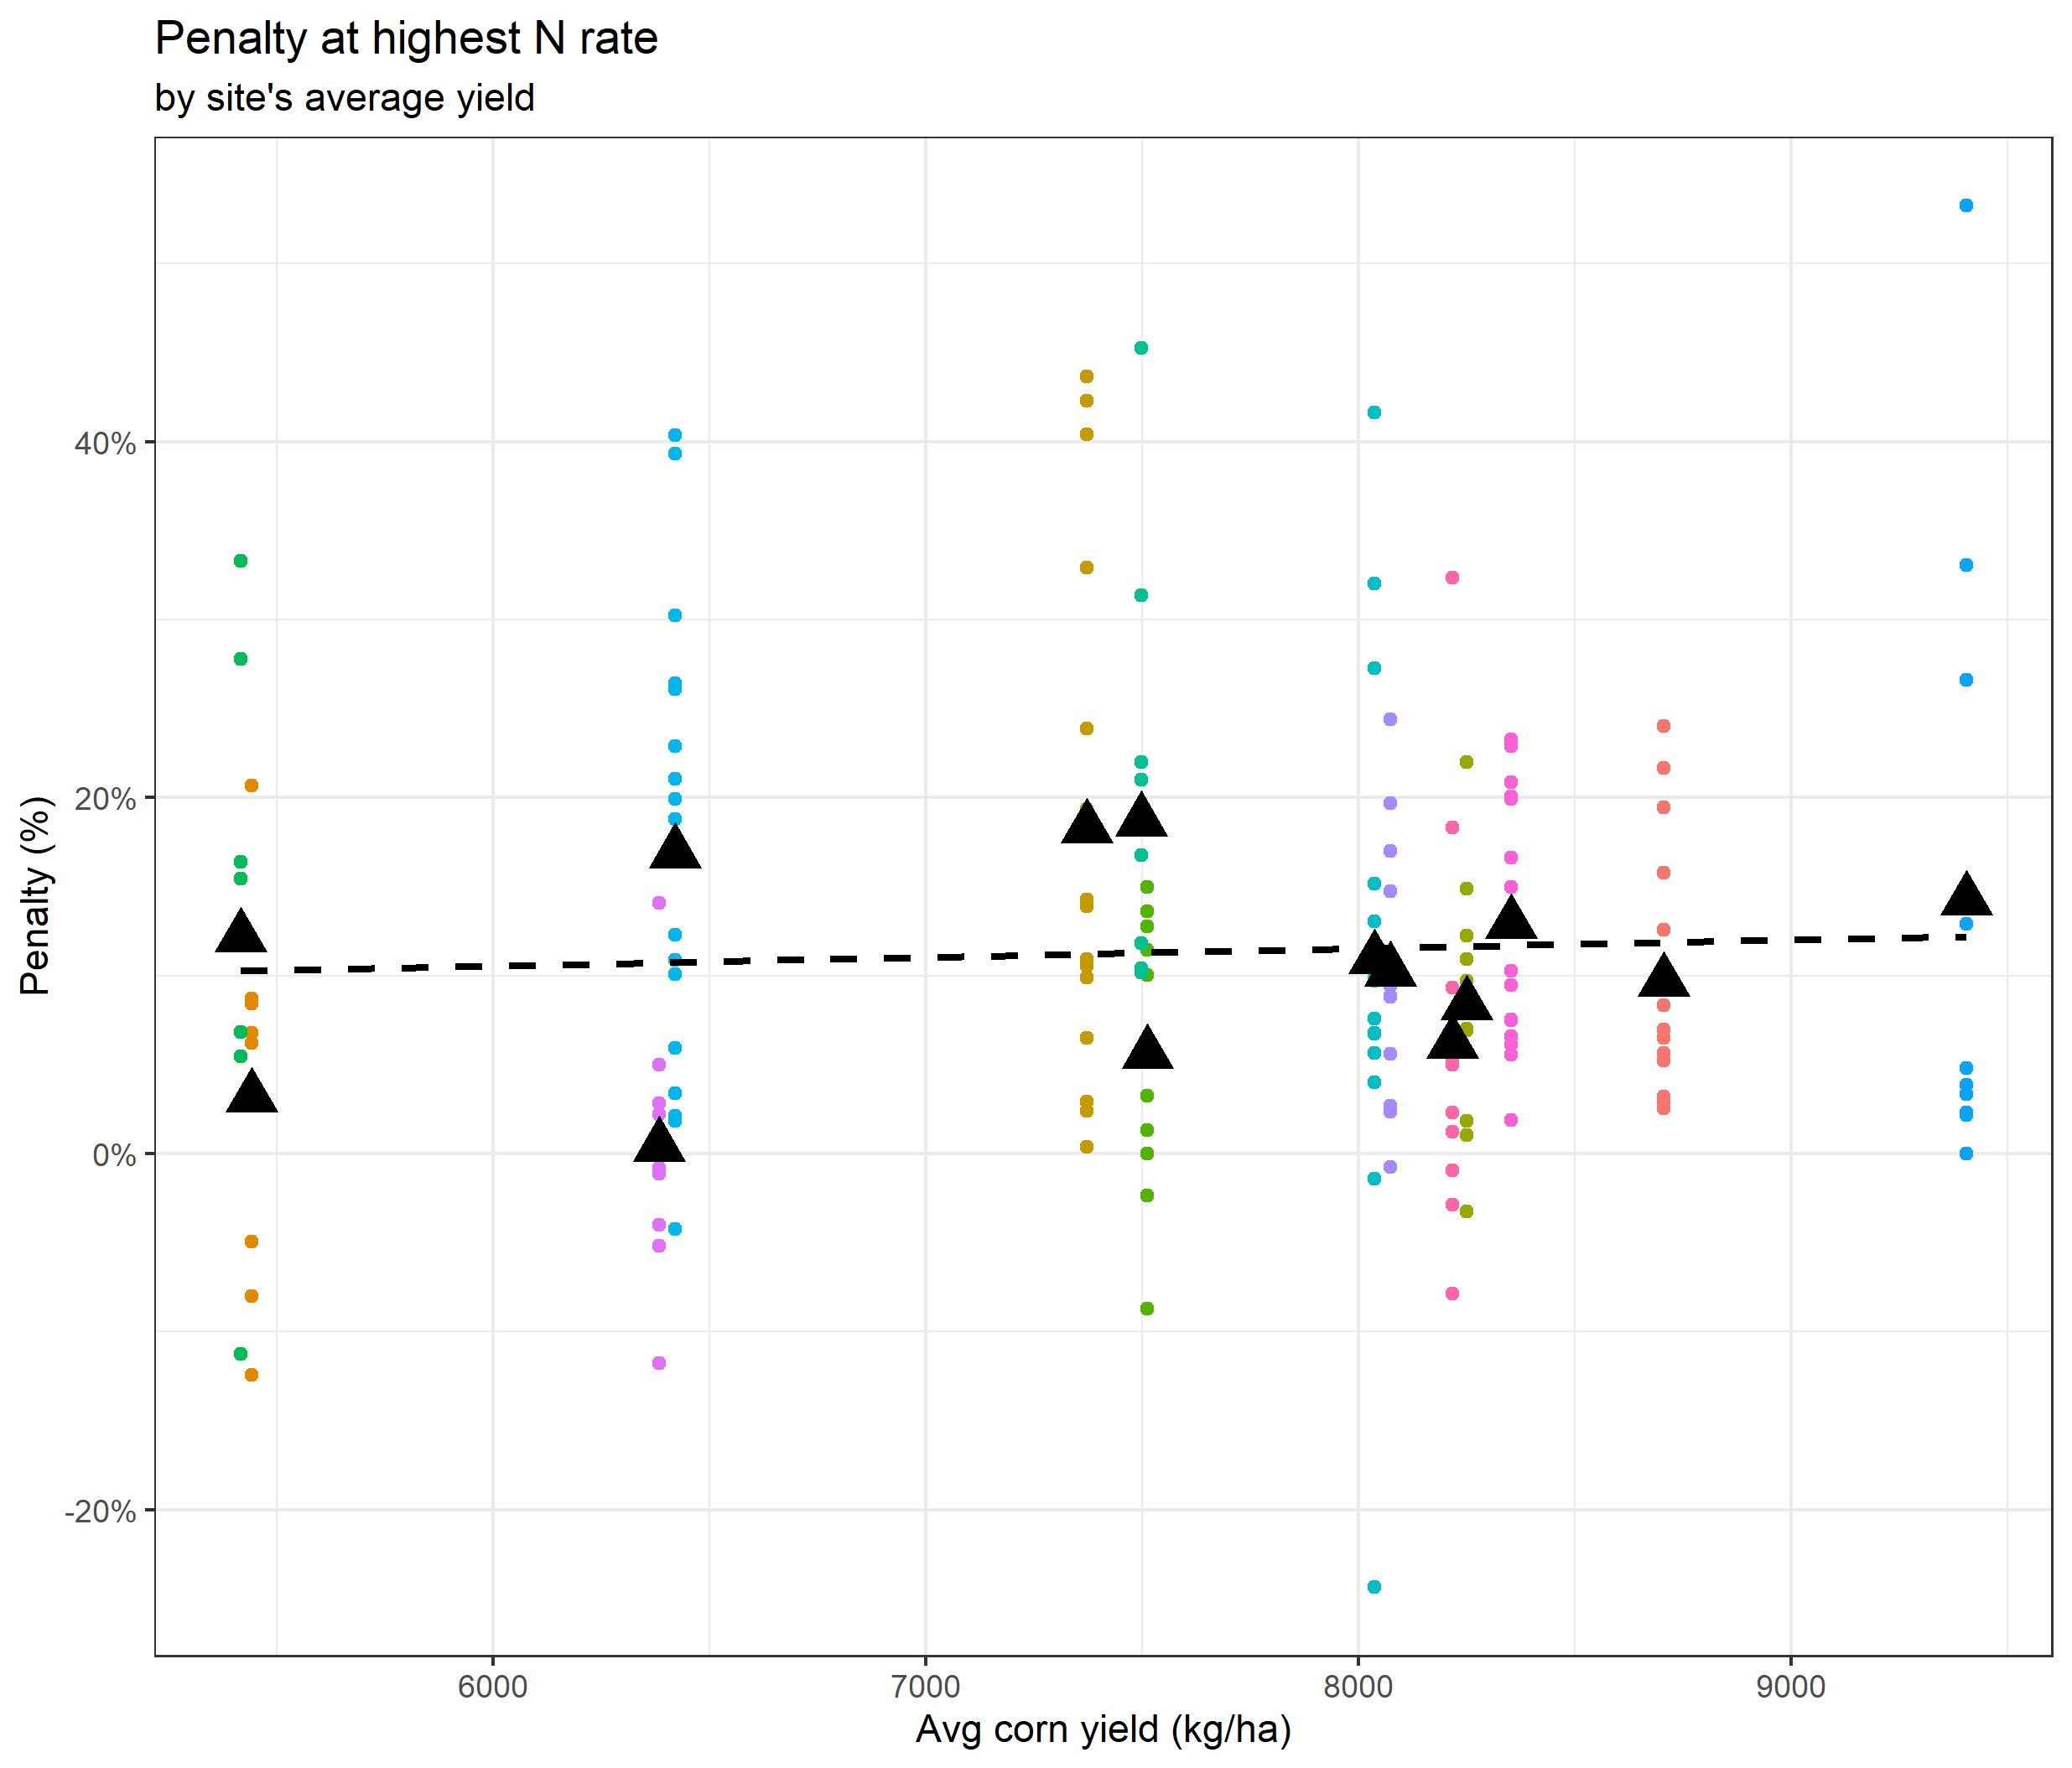 Penalty at highest N rate
by site's average yield
Penalty (%)
40%
20%
0%
-20%
6000 7000 8000 9000
Avg corn yield (kg/ha)